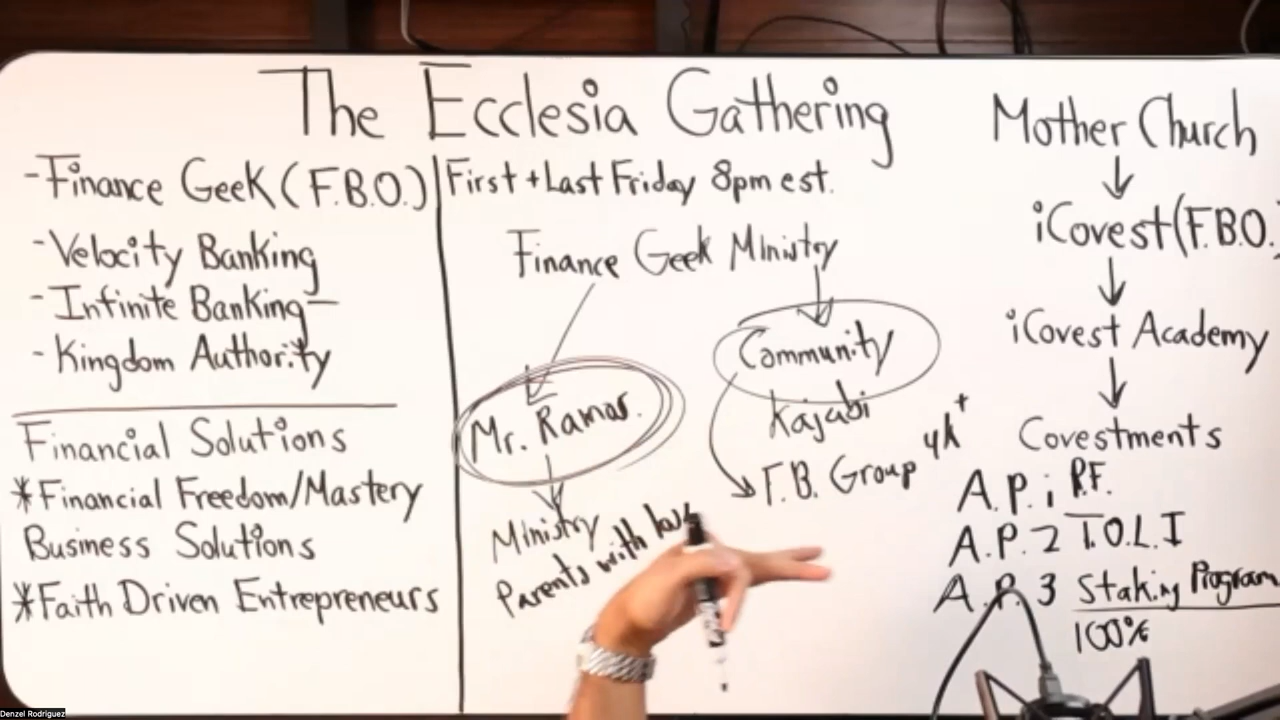 The Ecclesia Gathering
- Finance Geek (F.B.O.)
- Velocity Banking
- Infinite Banking
- Kingdom Authority
Financial Solutions
*Financial Freedom/Mastery
Business Solutions
*Faith Driven Entrepreneurs
First + Last Friday 8pm est.
Finance Geek Ministry
Mr. Ramos.
Ministry
Parents with
Community
Kajabi
F.B. Group 4k+
Mother Church
iCovest (F.B.O.
iCovest Academy
Covestments
A.P. 1 P.F.
A.P. 2 T.O.L.I
A.P. 3 Staking Program
100%
Denzel Rodriguez